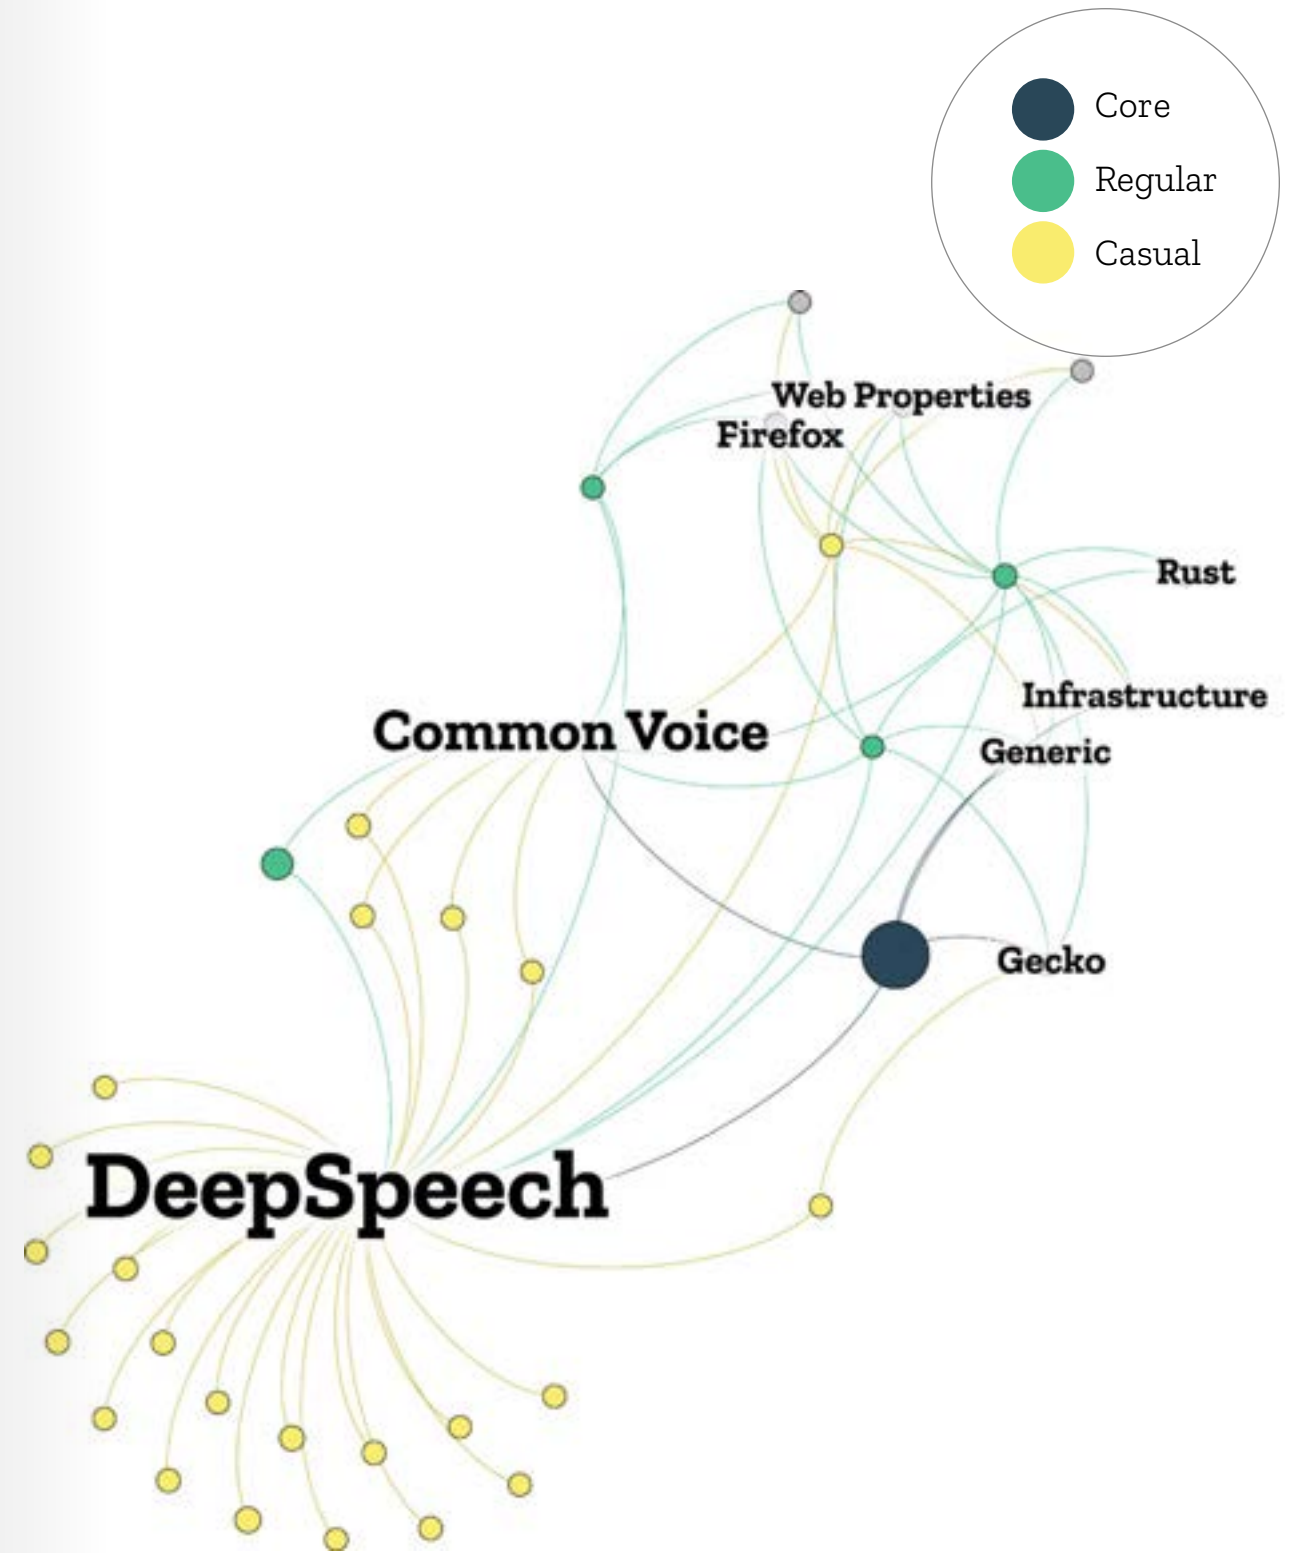 Core
Regular
Casual
Web Properties
Firefox
Rust
Infrastructure
Common Voice
Generic
Gecko
DeepSpeech